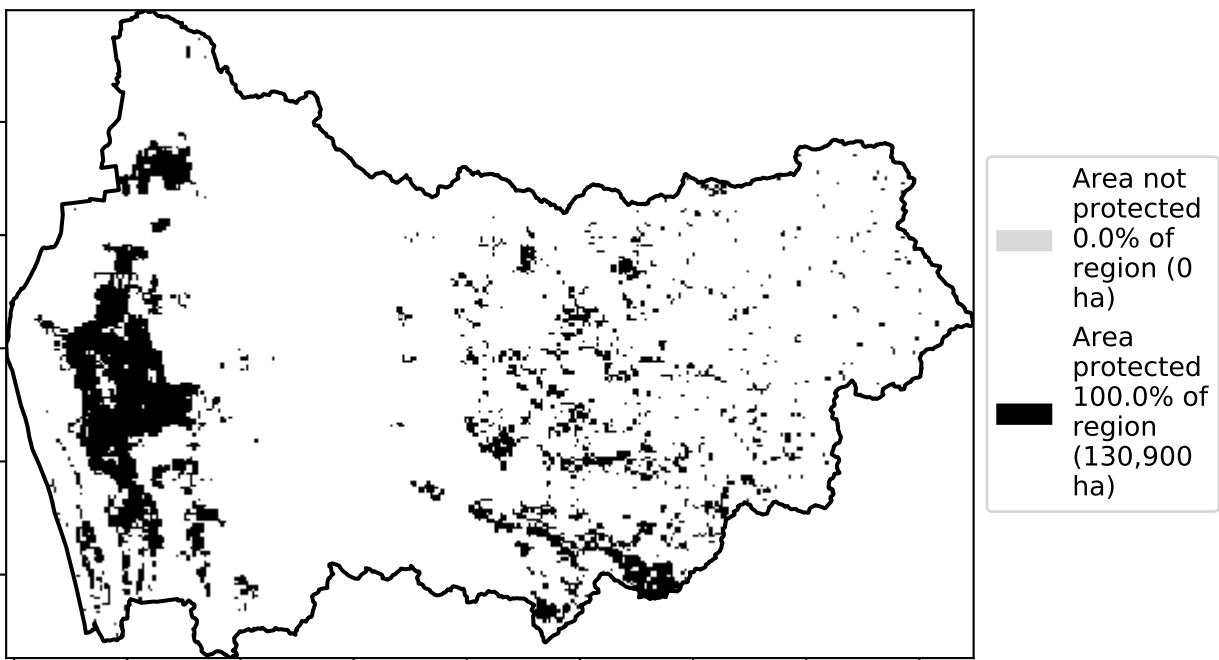 Area not
protected
0.0% of
region (0
ha)
Area
protected
100.0% of
region
(130,900
ha)